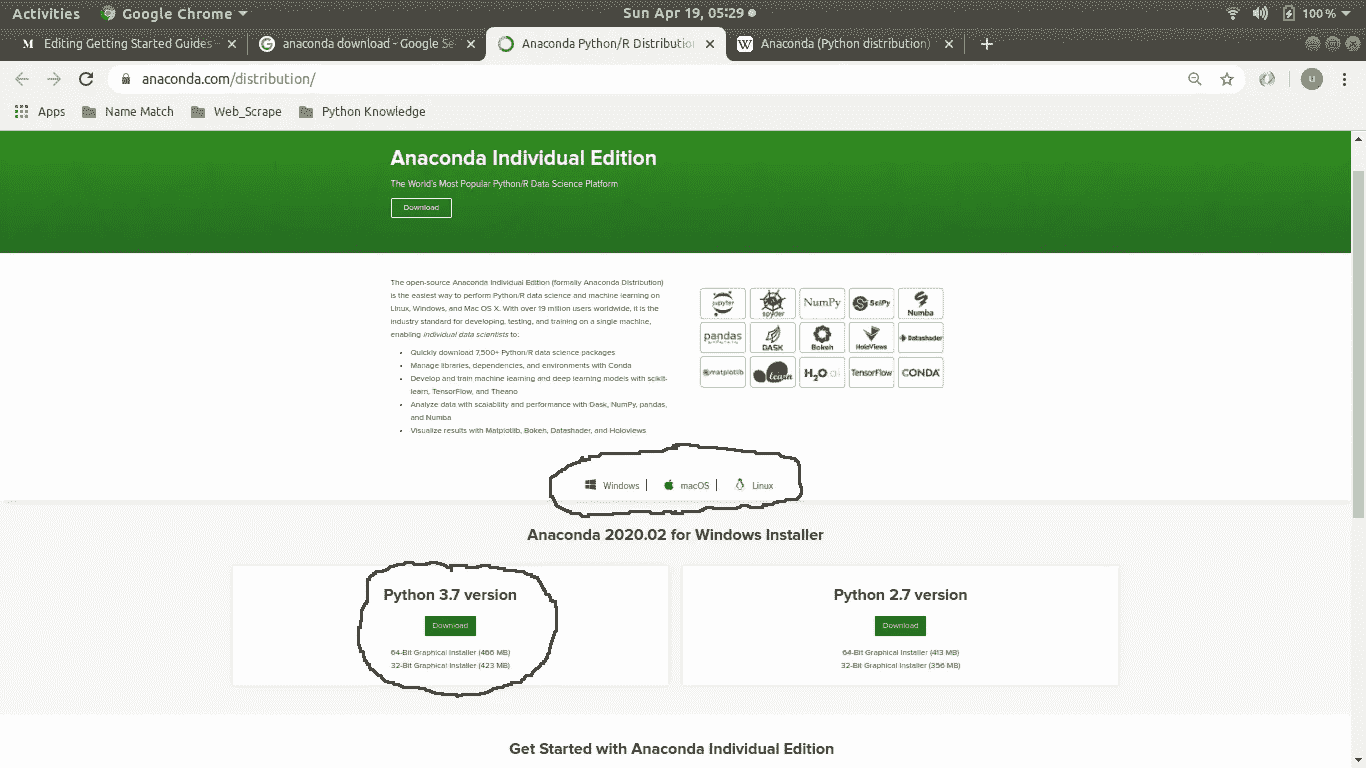 Activities Google Chrome Sun Apr 19, 05:29 100 %
Editing Getting Started Guides anaconda download - Google Se Anaconda Python/R Distributio Anaconda (Python distribution)
anaconda.com/distribution/ u
Apps Name Match Web_Scrape Python Knowledge
Anaconda Individual Edition
The World's Most Popular Python/R Data Science Platform
Download
The open-source Anaconda Individual Edition (formally Anaconda Distribution)
is the easiest way to perform Python/R data science and machine learning on
Linux, Windows, and Mac OS X. With over 19 million users worldwide, it is
the industry standard for developing, testing, and training on a single machine,
enabling individual data scientists to:
Quickly download 7,500+ Python/R data science packages
Manage libraries, dependencies, and environments with Conda
Develop and train machine learning and deep learning models with scikit-
learn, TensorFlow, and Theano
Analyze data with scalability and performance with Dask, NumPy, pandas,
and Numba
Visualize results with Matplotlib, Bokeh, Datashader, and Holoviews
jupyter spyder NumPy SciPy Numba
pandas DASK Bokeh HoloViews Datashader
matplotlib learn H2O.ai TensorFlow CONDA
Windows | macOS | Linux
Anaconda 2020.02 for Windows Installer
Python 3.7 version
Download
64-Bit Graphical Installer (466 MB)
32-Bit Graphical Installer (423 MB)
Python 2.7 version
Download
64-Bit Graphical Installer (413 MB)
32-Bit Graphical Installer (356 MB)
Get Started with Anaconda Individual Edition